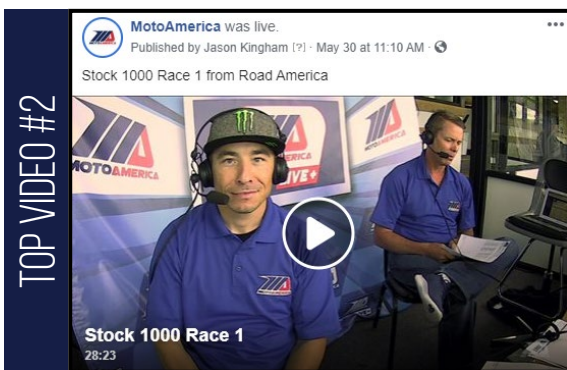 TOP VIDEO #2
MotoAmerica was live.
Published by Jason Kingham [?] · May 30 at 11:10 AM ·
Stock 1000 Race 1 from Road America
MOTOAMERICA
AMERICA
LIVE+
MOTOAMERICA
Stock 1000 Race 1
28:23